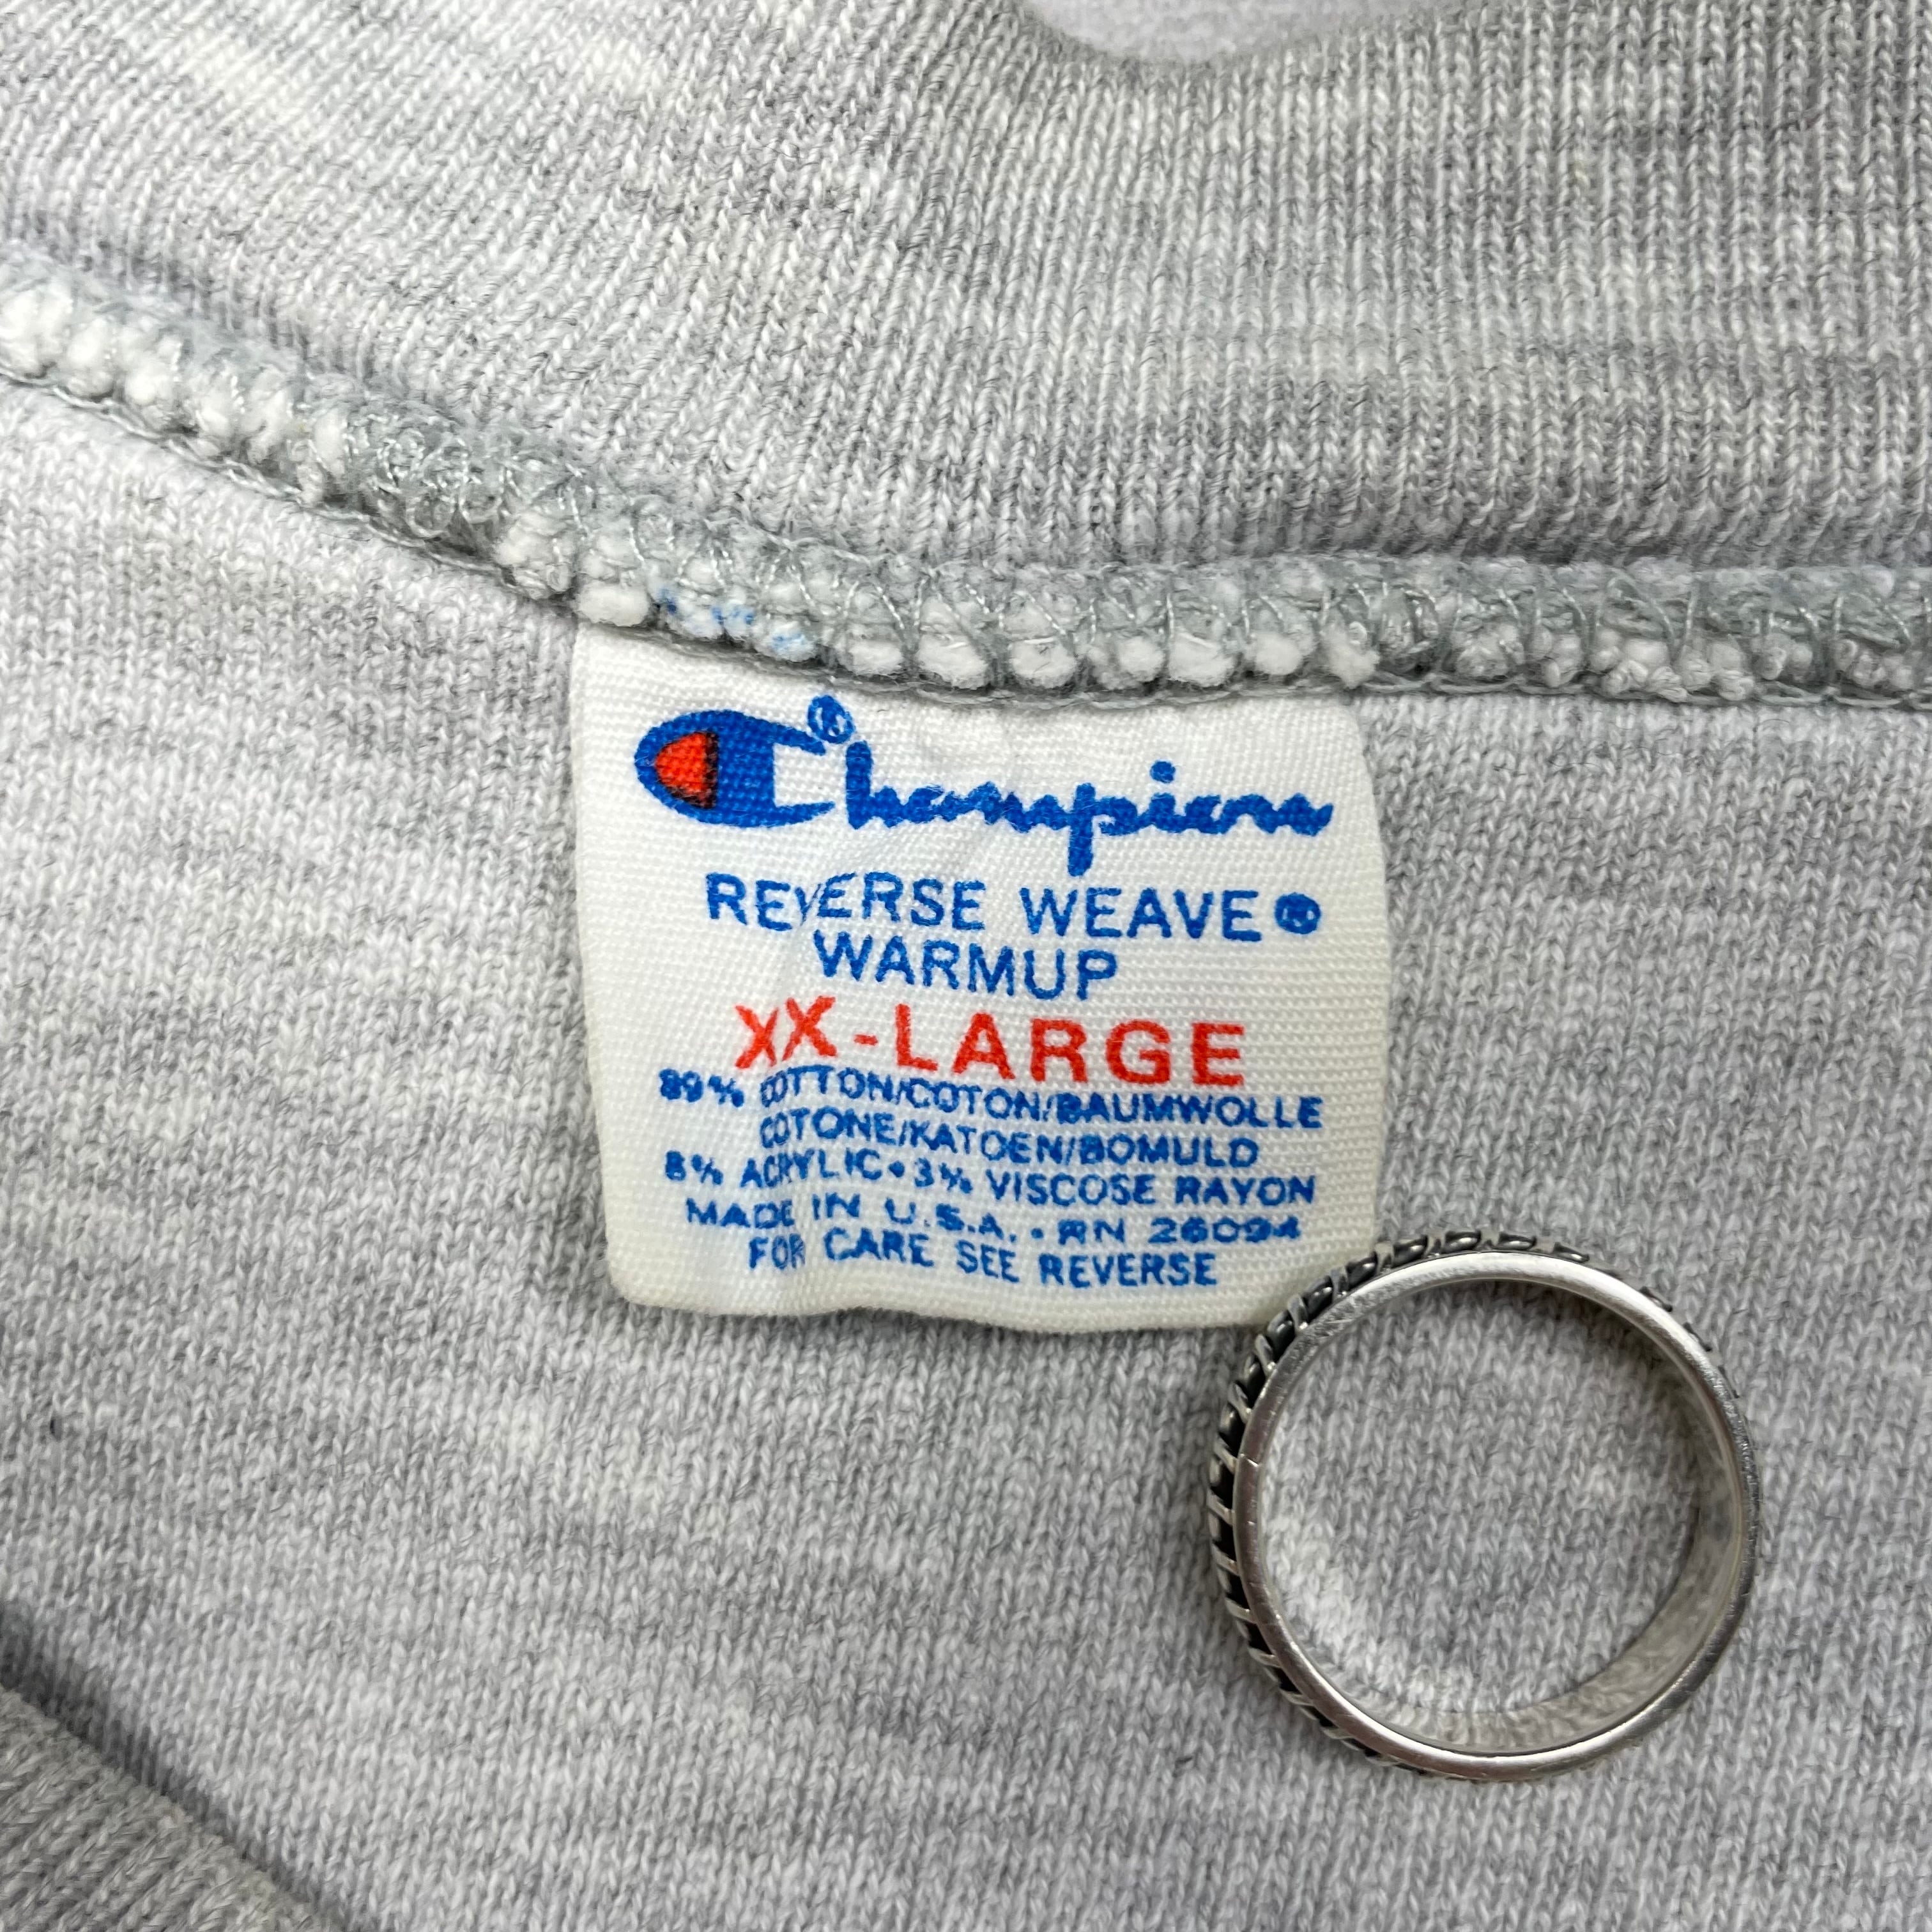 Champion®
REVERSE WEAVE®
WARMUP
XX-LARGE
89% COTTON/COTON/BAUMWOLLE
COTONE/KATOEN/BOMULD
8% ACRYLIC•3% VISCOSE RAYON
MADE IN U.S.A.•RN 26094
FOR CARE SEE REVERSE